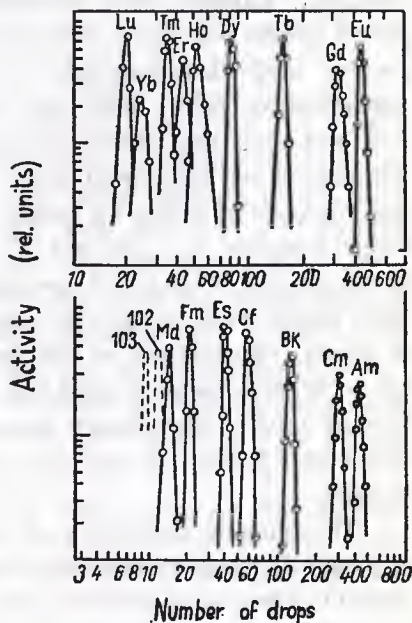 Lu Yb Tm Er Ho Dy Tb Gd Eu
10 20 40 60 80 100 200 400 600
103 102 Md Fm Es Cf BK Cm Am
3 4 6 8 10 20 40 60 100 200 400
Activity (rel. units)
Number of drops